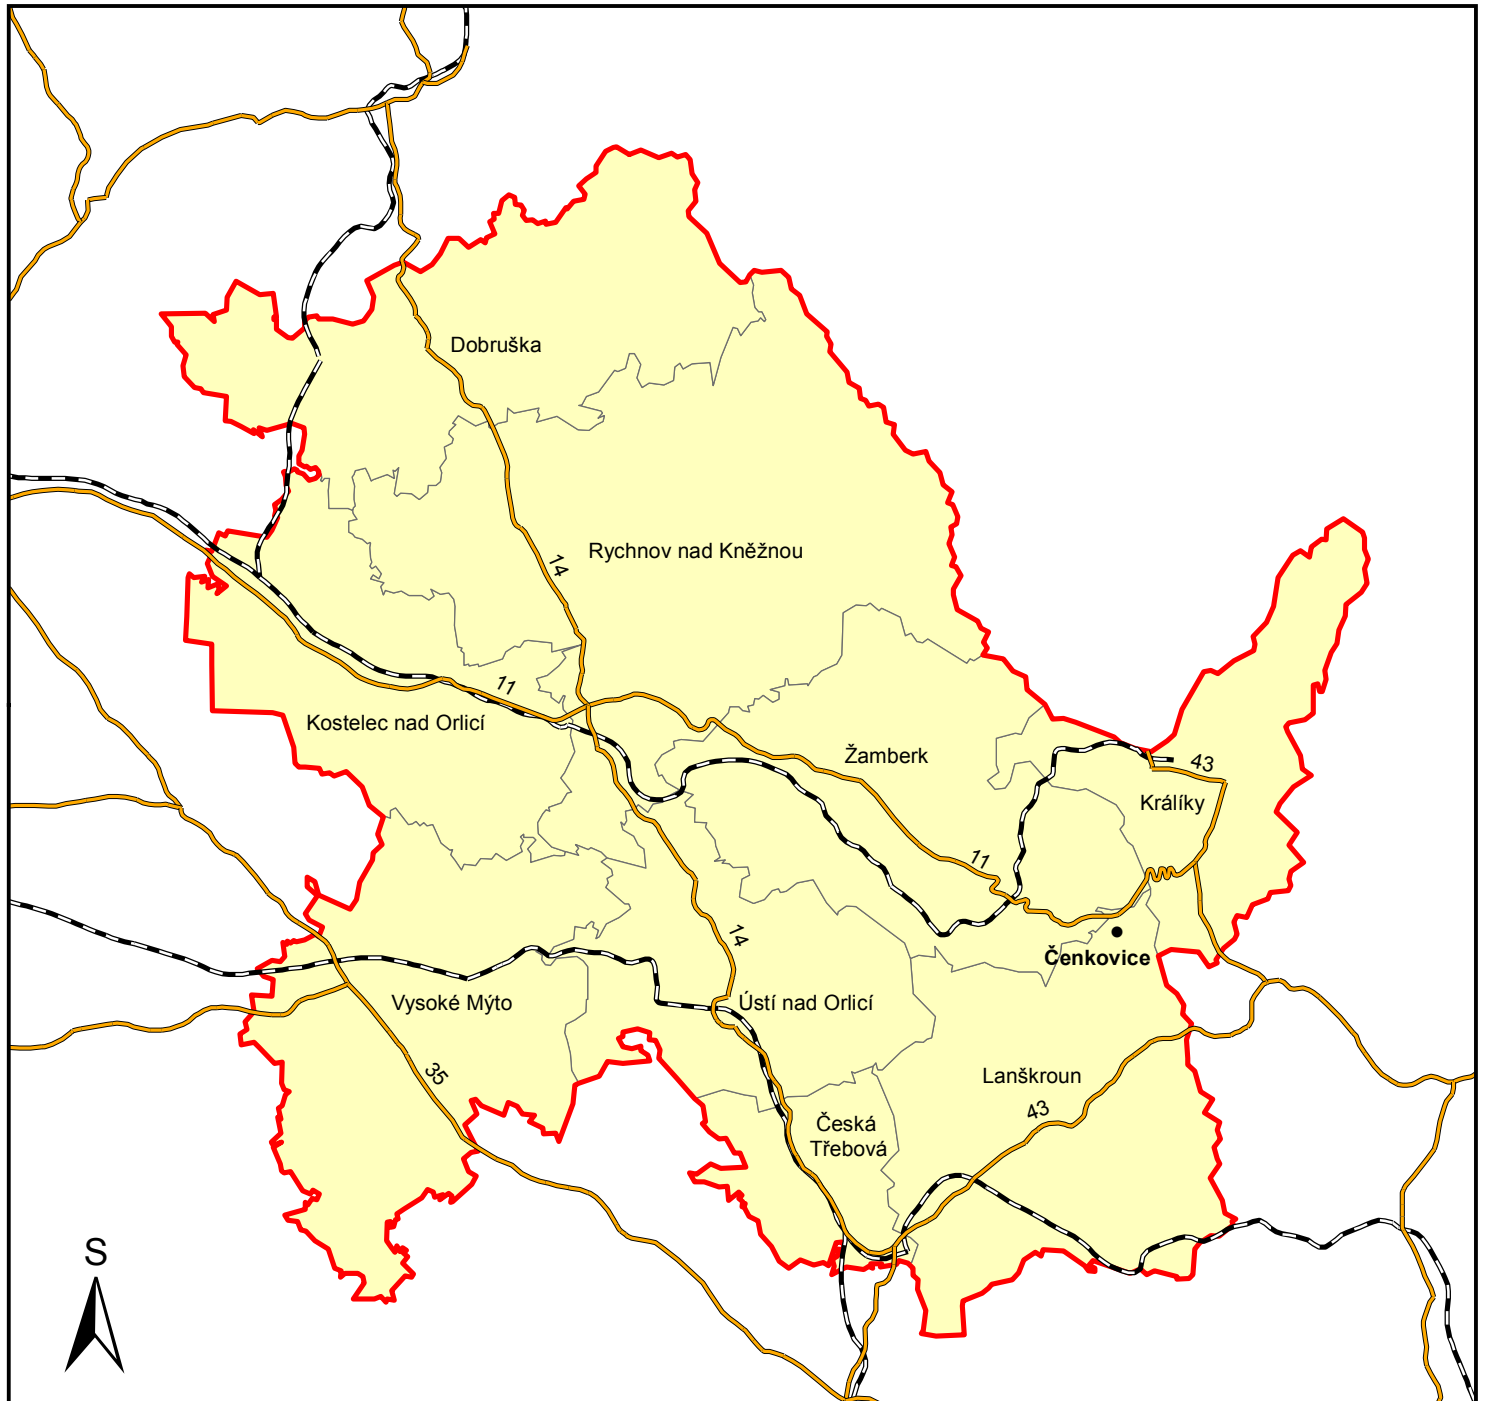 Dobruška
Rychnov nad Kněžnou
14
11
Kostelec nad Orlicí
Žamberk
43
Králíky
11
14
Čenkovice
Vysoké Mýto
Ústí nad Orlicí
35
Lanškroun
43
Česká
Třebová
S